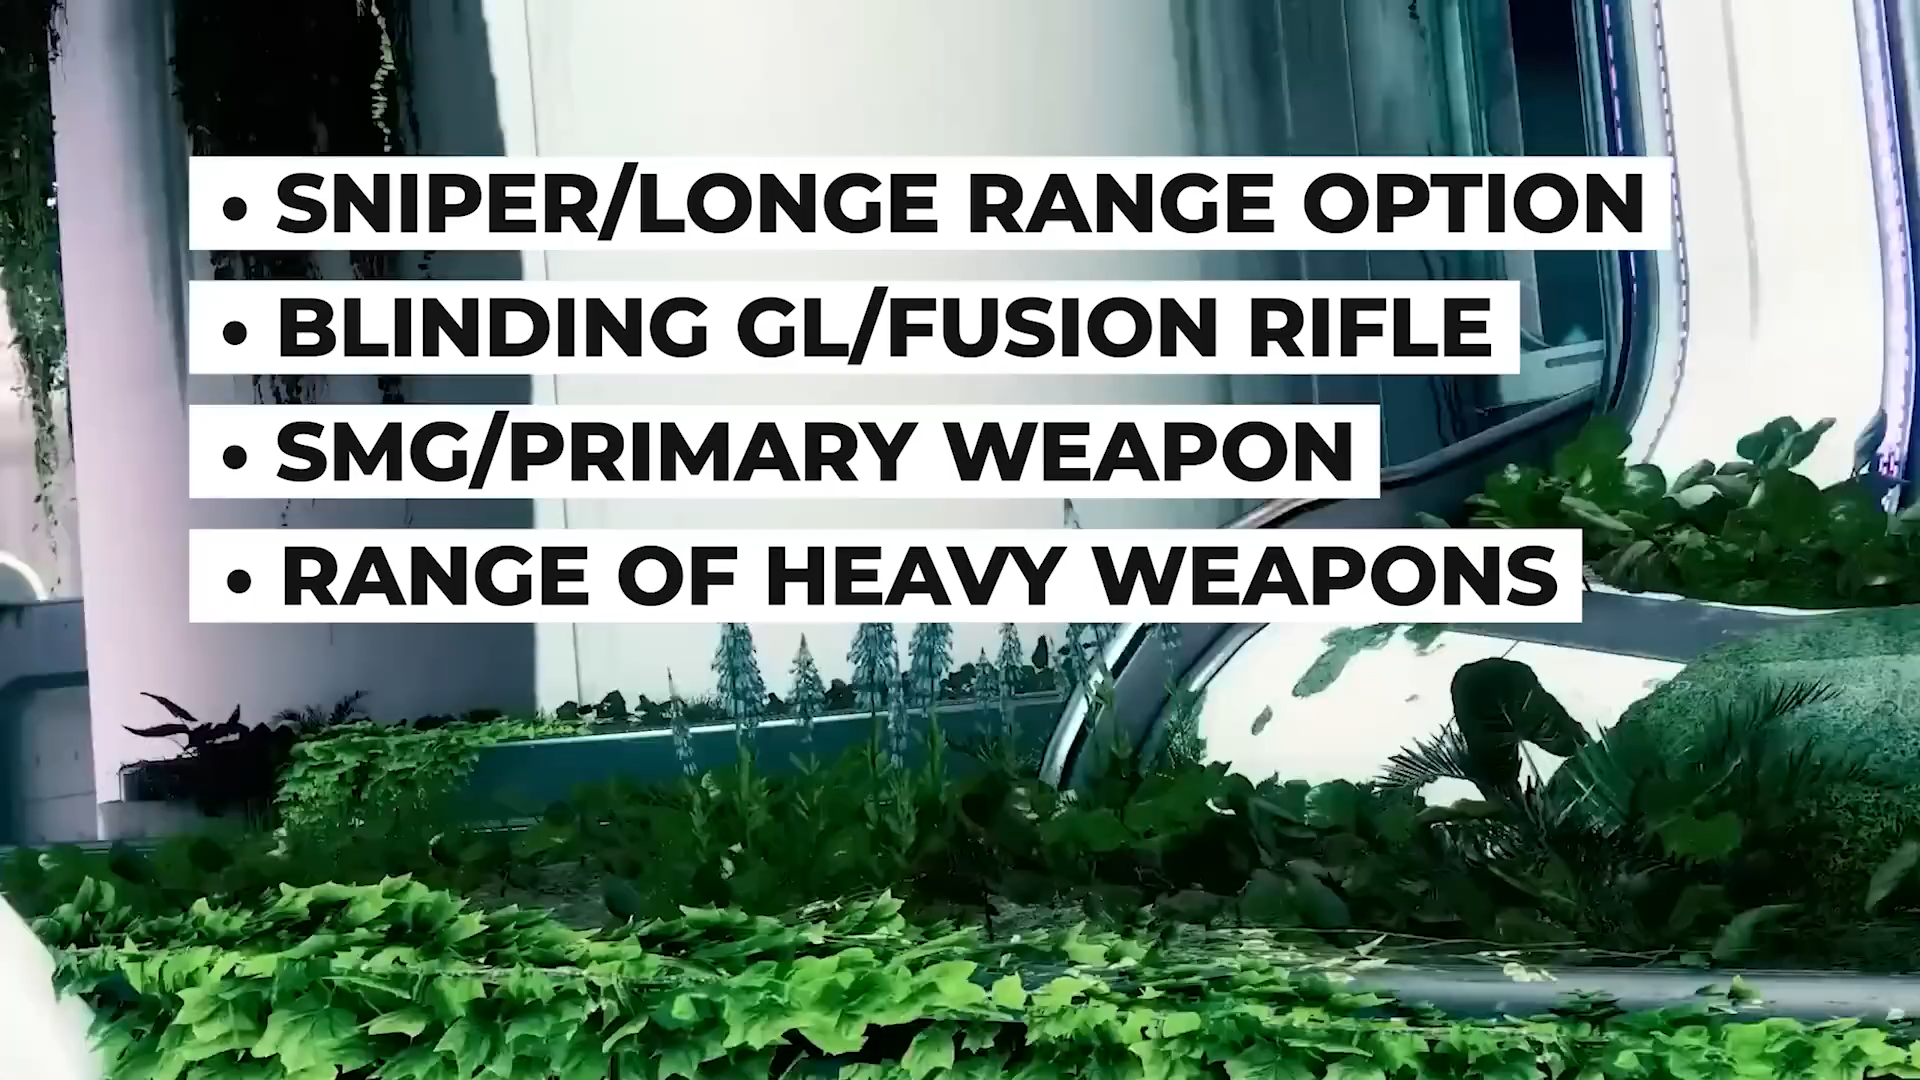 • SNIPER/LONGE RANGE OPTION
• BLINDING GL/FUSION RIFLE
• SMG/PRIMARY WEAPON
• RANGE OF HEAVY WEAPONS